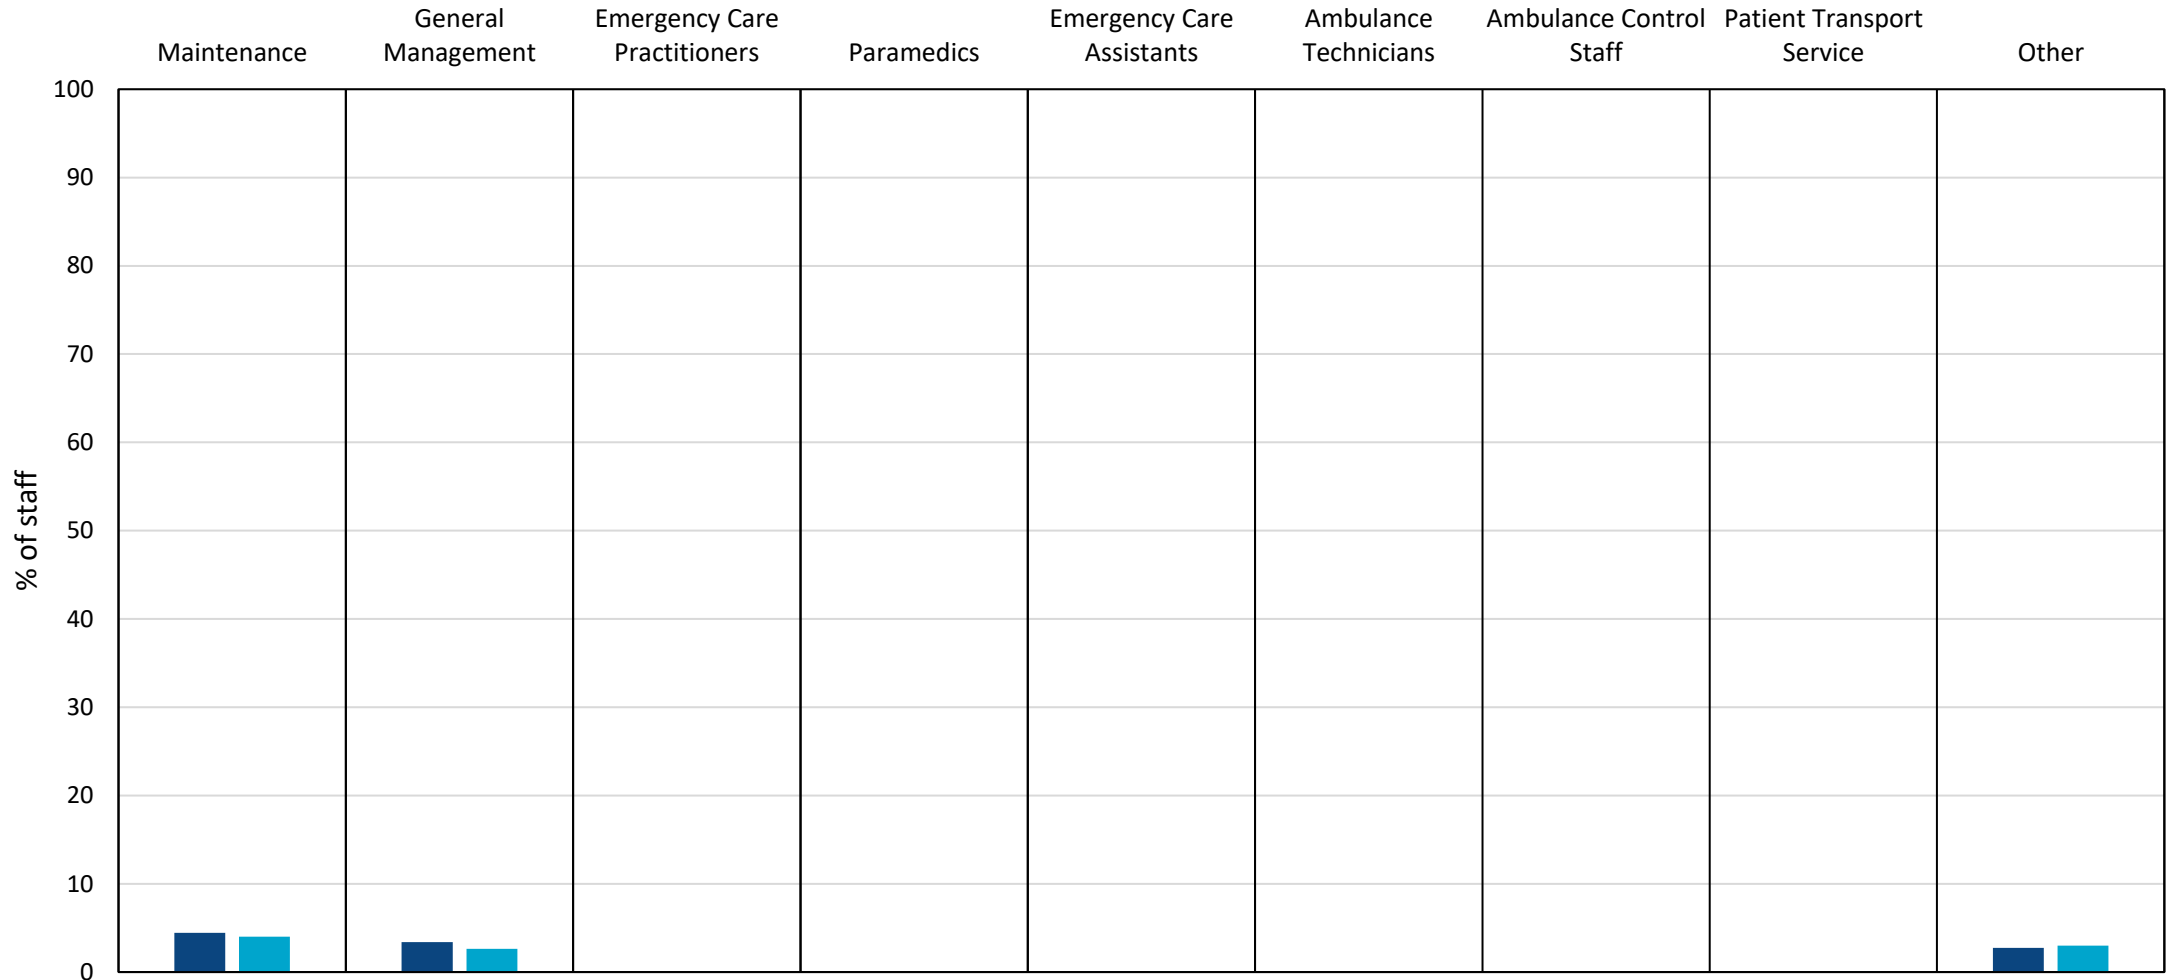 Maintenance
General
Management
Emergency Care
Practitioners
Paramedics
Emergency Care
Assistants
Ambulance
Technicians
Ambulance Control
Staff
Patient Transport
Service
Other
% of staff
100
90
80
70
60
50
40
30
20
10
0